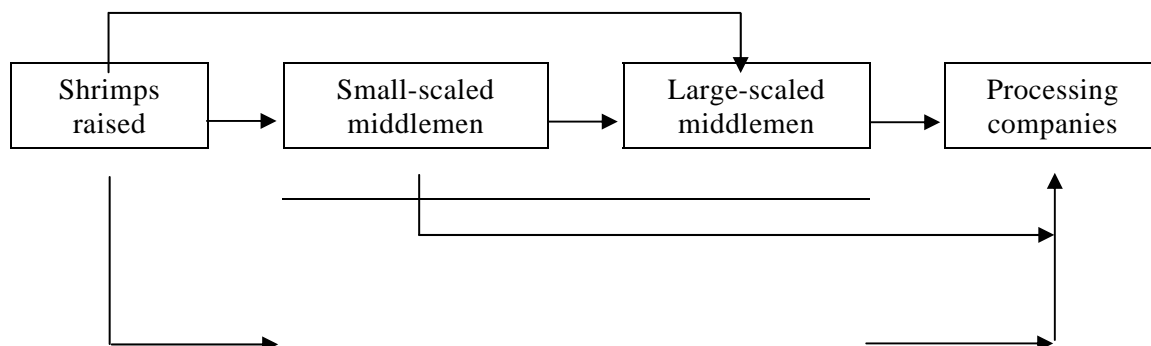 Shrimps
raised
Small-scaled
middlemen
Large-scaled
middlemen
Processing
companies